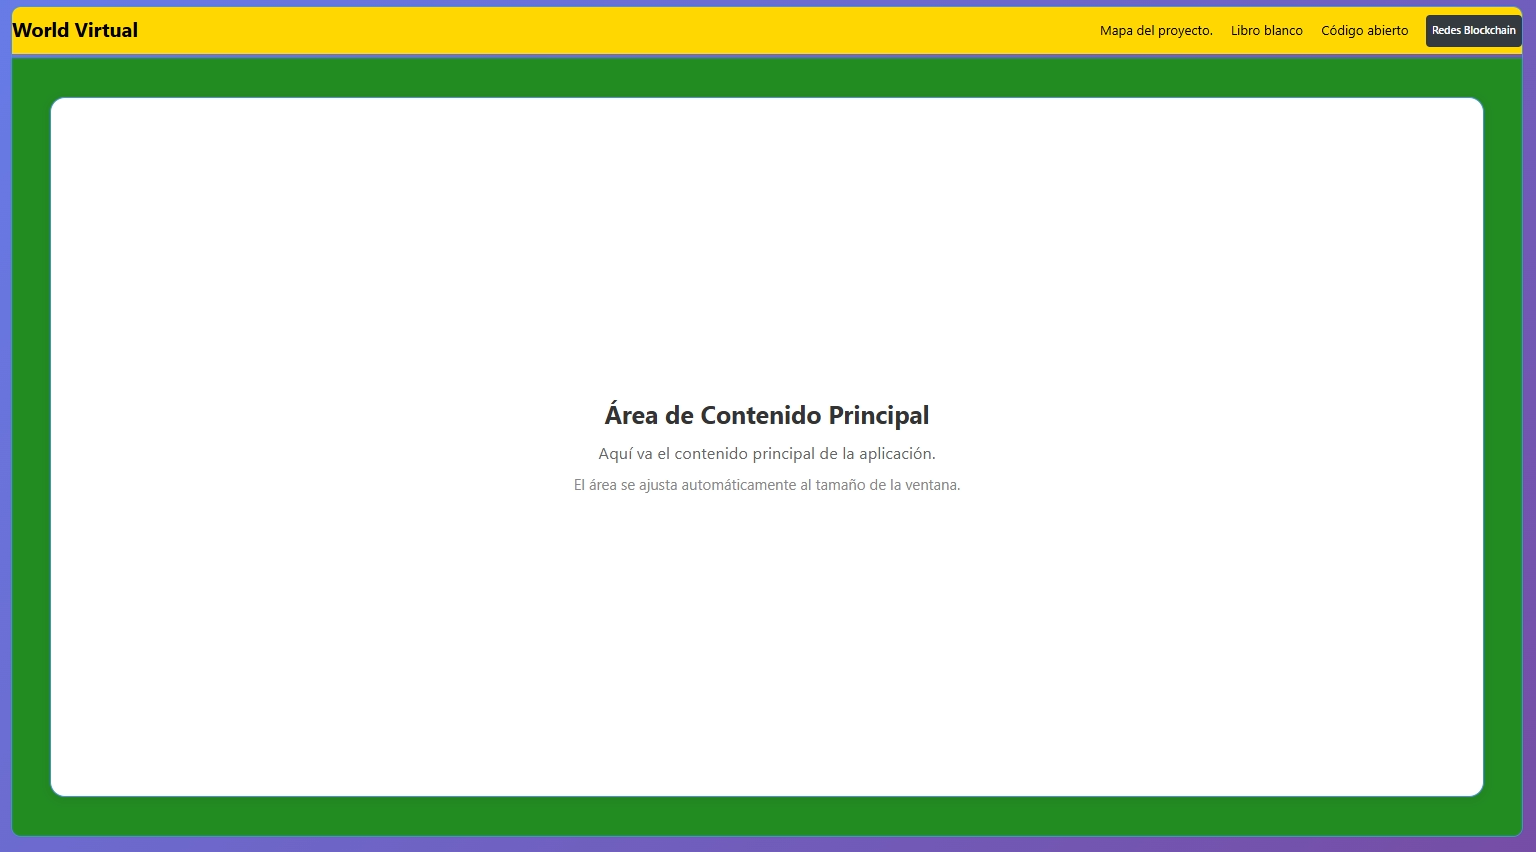 World Virtual
Mapa del proyecto. Libro blanco Código abierto Redes Blockchain
Área de Contenido Principal
Aquí va el contenido principal de la aplicación.
El área se ajusta automáticamente al tamaño de la ventana.